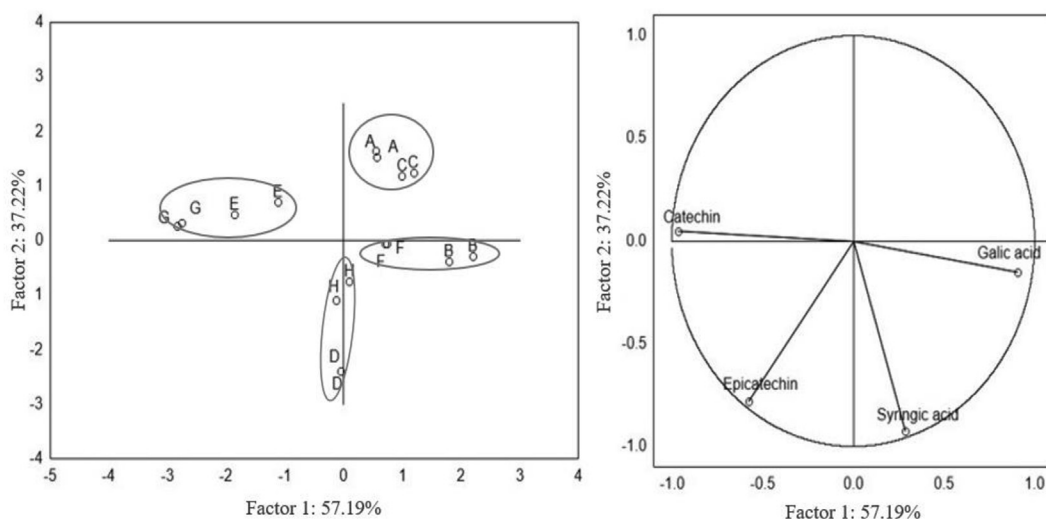 4
3
2
1
0
-1
-2
-3
-4
Factor 2: 37.22%
A A
C C
G G E E
F F B B
H H
D
D
-5 -4 -3 -2 -1 0 1 2 3 4
Factor 1: 57.19%
1.0
0.5
0.0
-0.5
-1.0
Factor 2: 37.22%
Catechin
Galic acid
Epicatechin
Syringic acid
-1.0 -0.5 0.0 0.5 1.0
Factor 1: 57.19%